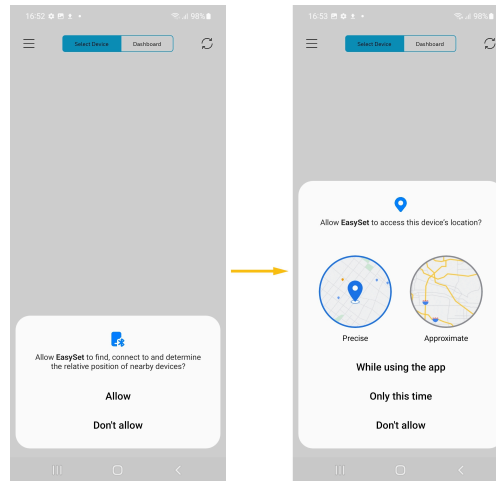 16:52
98%
Select Device
Dashboard
Allow EasySet to find, connect to and determine
the relative position of nearby devices?
Allow
Don't allow
16:53
98%
Select Device
Dashboard
Allow EasySet to access this device's location?
Precise
Approximate
While using the app
Only this time
Don't allow